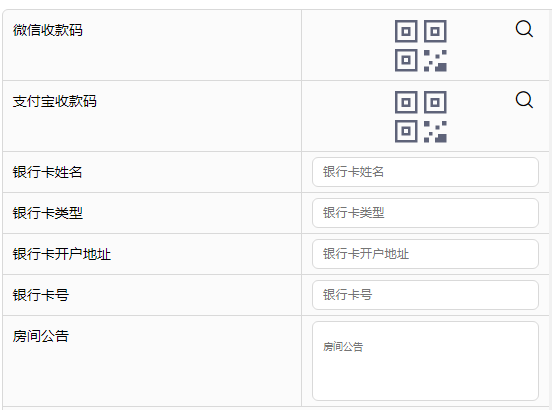 微信收款码
支付宝收款码
银行卡姓名
银行卡姓名
银行卡类型
银行卡类型
银行卡开户地址
银行卡开户地址
银行卡号
银行卡号
房间公告
房间公告